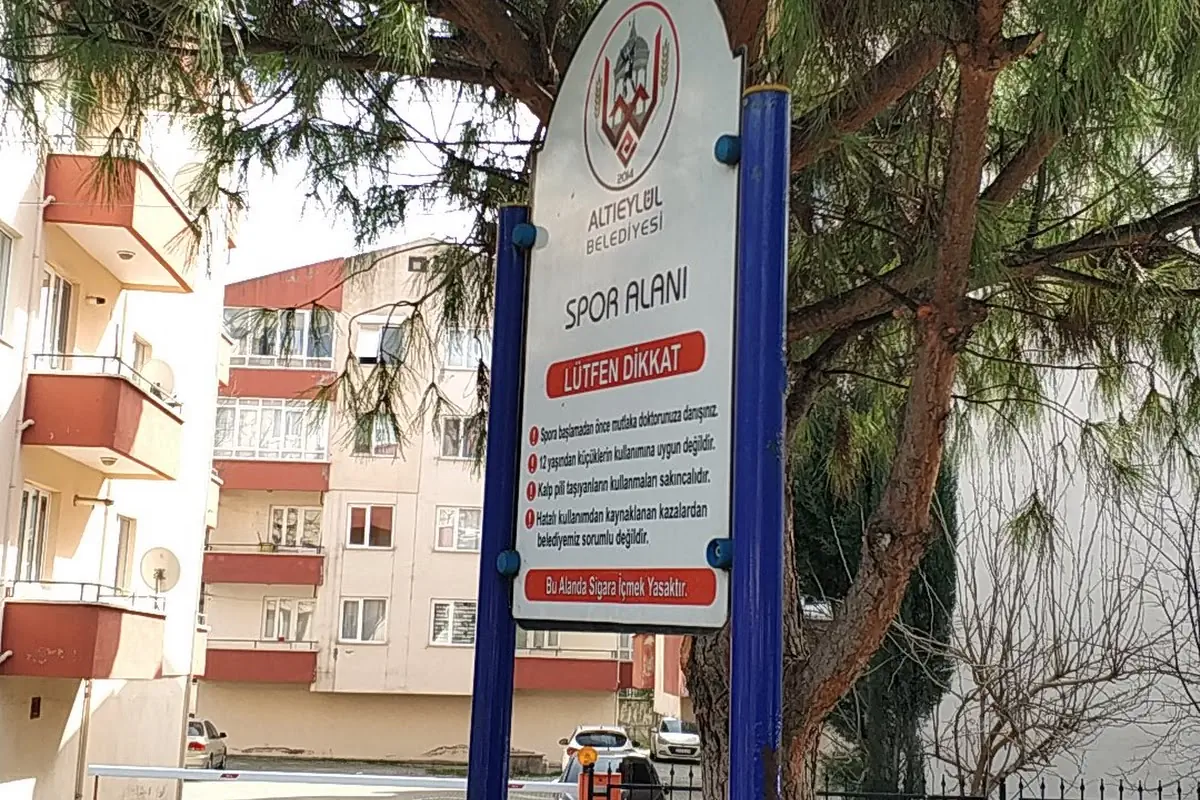 2014
ALTIEYLÜL
BELEDİYESİ
SPOR ALANI
LÜTFEN DİKKAT
! Spora başlamadan önce mutlaka doktorunuza danışınız.
! 12 yaşından küçüklerin kullanımına uygun değildir.
! Kalp pili taşıyanların kullanmaları sakıncalıdır.
! Hatalı kullanımdan kaynaklanan kazalardan
belediyemiz sorumlu değildir.
Bu Alanda Sigara İçmek Yasaktır.